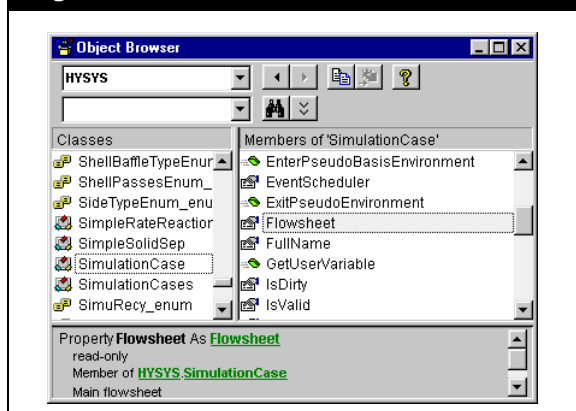 Object Browser
HYSYS
Classes
Members of 'SimulationCase'
ShellBaffleTypeEnur
EnterPseudoBasisEnvironment
ShellPassesEnum_
EventScheduler
SideTypeEnum_enu
ExitPseudoEnvironment
SimpleRateReaction
Flowsheet
SimpleSolidSep
FullName
SimulationCase
GetUserVariable
SimulationCases
IsDirty
SimuRecy_enum
IsValid
Property Flowsheet As Flowsheet
read-only
Member of HYSYS.SimulationCase
Main flowsheet